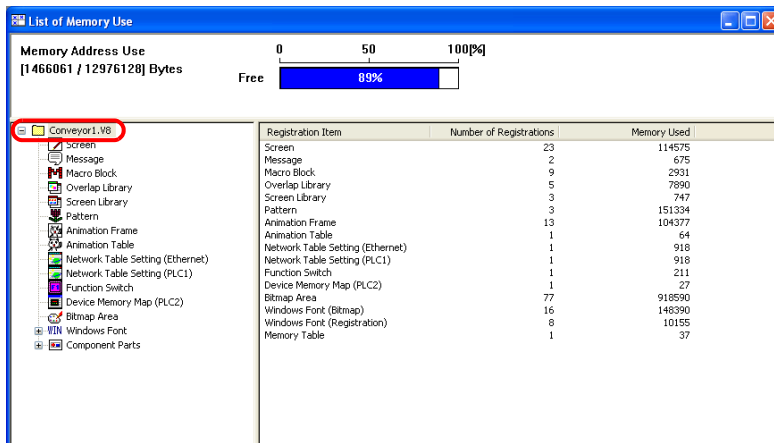 List of Memory Use
Memory Address Use
[1466061 / 12976128] Bytes
0 50 100[%]
Free 89%
Conveyor1.V8
Screen
Message
Macro Block
Overlap Library
Screen Library
Pattern
Animation Frame
Animation Table
Network Table Setting (Ethernet)
Network Table Setting (PLC1)
Function Switch
Device Memory Map (PLC2)
Bitmap Area
WIN Windows Font
Component Parts
Registration Item Number of Registrations Memory Used
Screen 23 114575
Message 2 675
Macro Block 9 2931
Overlap Library 5 7890
Screen Library 3 747
Pattern 3 151334
Animation Frame 13 104377
Animation Table 1 64
Network Table Setting (Ethernet) 1 918
Network Table Setting (PLC1) 1 918
Function Switch 1 211
Device Memory Map (PLC2) 1 27
Bitmap Area 77 918590
Windows Font (Bitmap) 16 148390
Windows Font (Registration) 8 10155
Memory Table 1 37